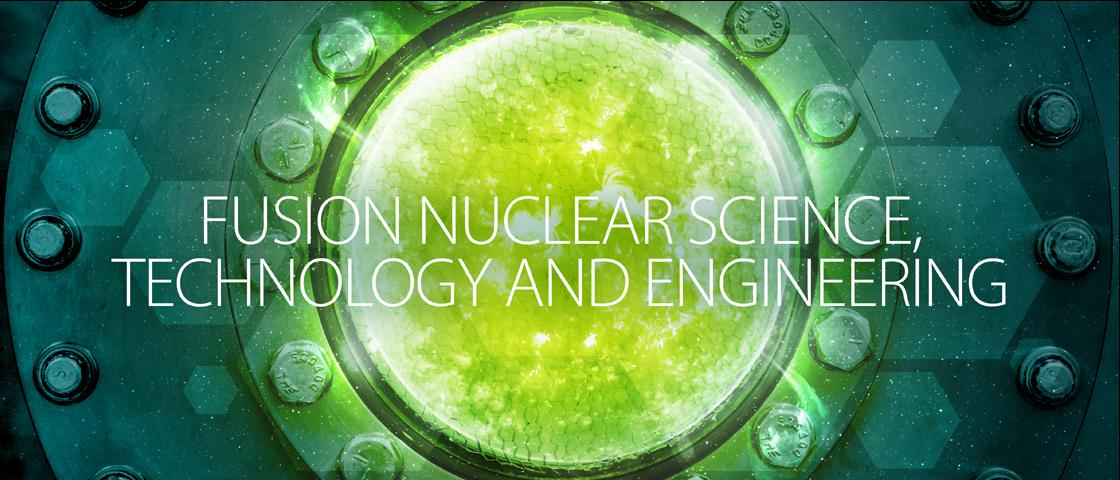 FUSION NUCLEAR SCIENCE,
TECHNOLOGY AND ENGINEERING